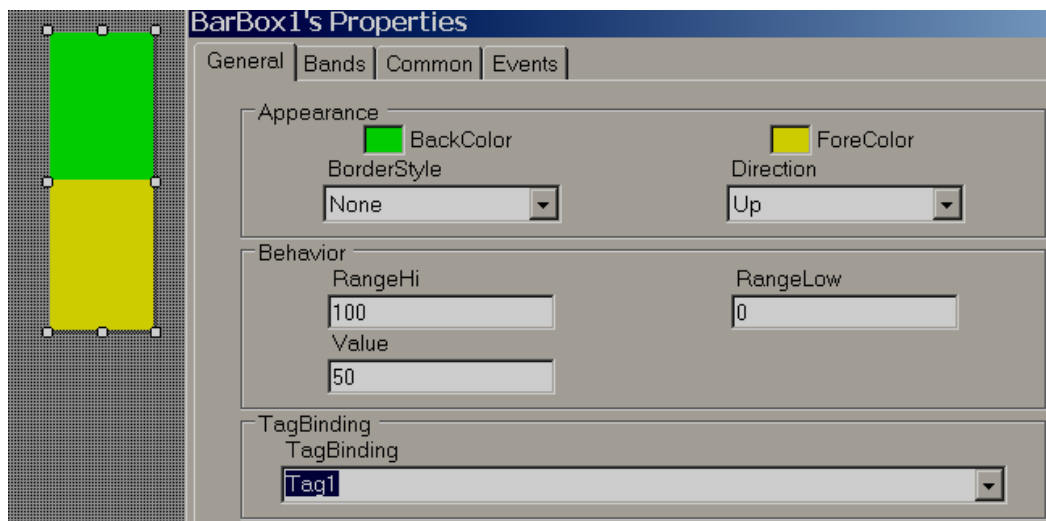 BarBox1's Properties
General Bands Common Events
Appearance
BackColor ForeColor
BorderStyle Direction
None Up
Behavior
RangeHi RangeLow
100 0
Value
50
TagBinding
TagBinding
Tag1